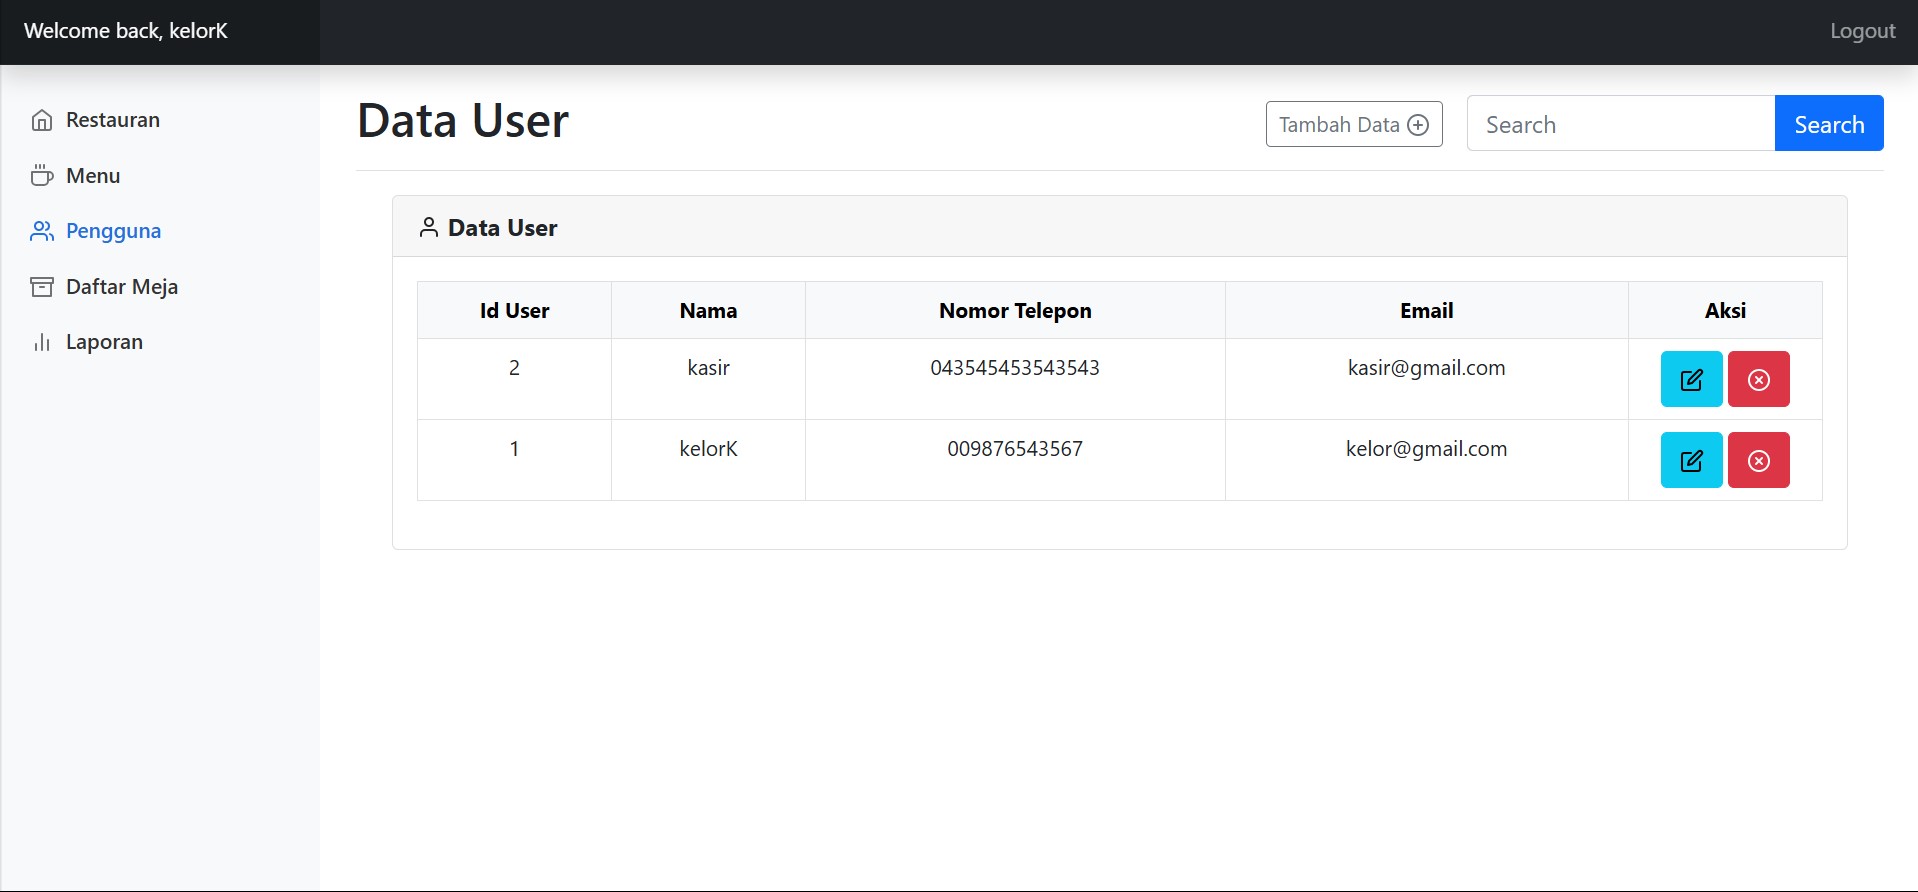 Welcome back, kelorK
Logout
Restauran
Menu
Pengguna
Daftar Meja
Laporan
Data User
Tambah Data
Search
Search
Data User
Id User Nama Nomor Telepon Email Aksi
2 kasir 043545453543543 kasir@gmail.com
1 kelorK 009876543567 kelor@gmail.com